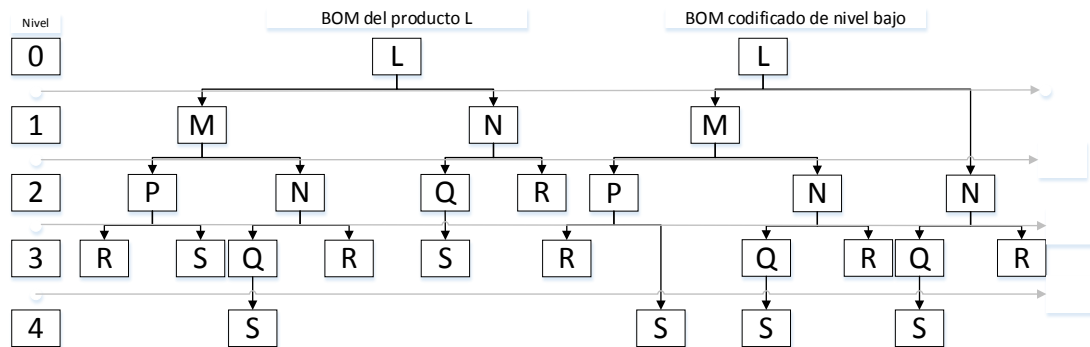 Nivel BOM del producto L BOM codificado de nivel bajo
0 L L
1 M N M
2 P N Q R P N N
3 R S Q R S R Q R Q R
4 S S S S